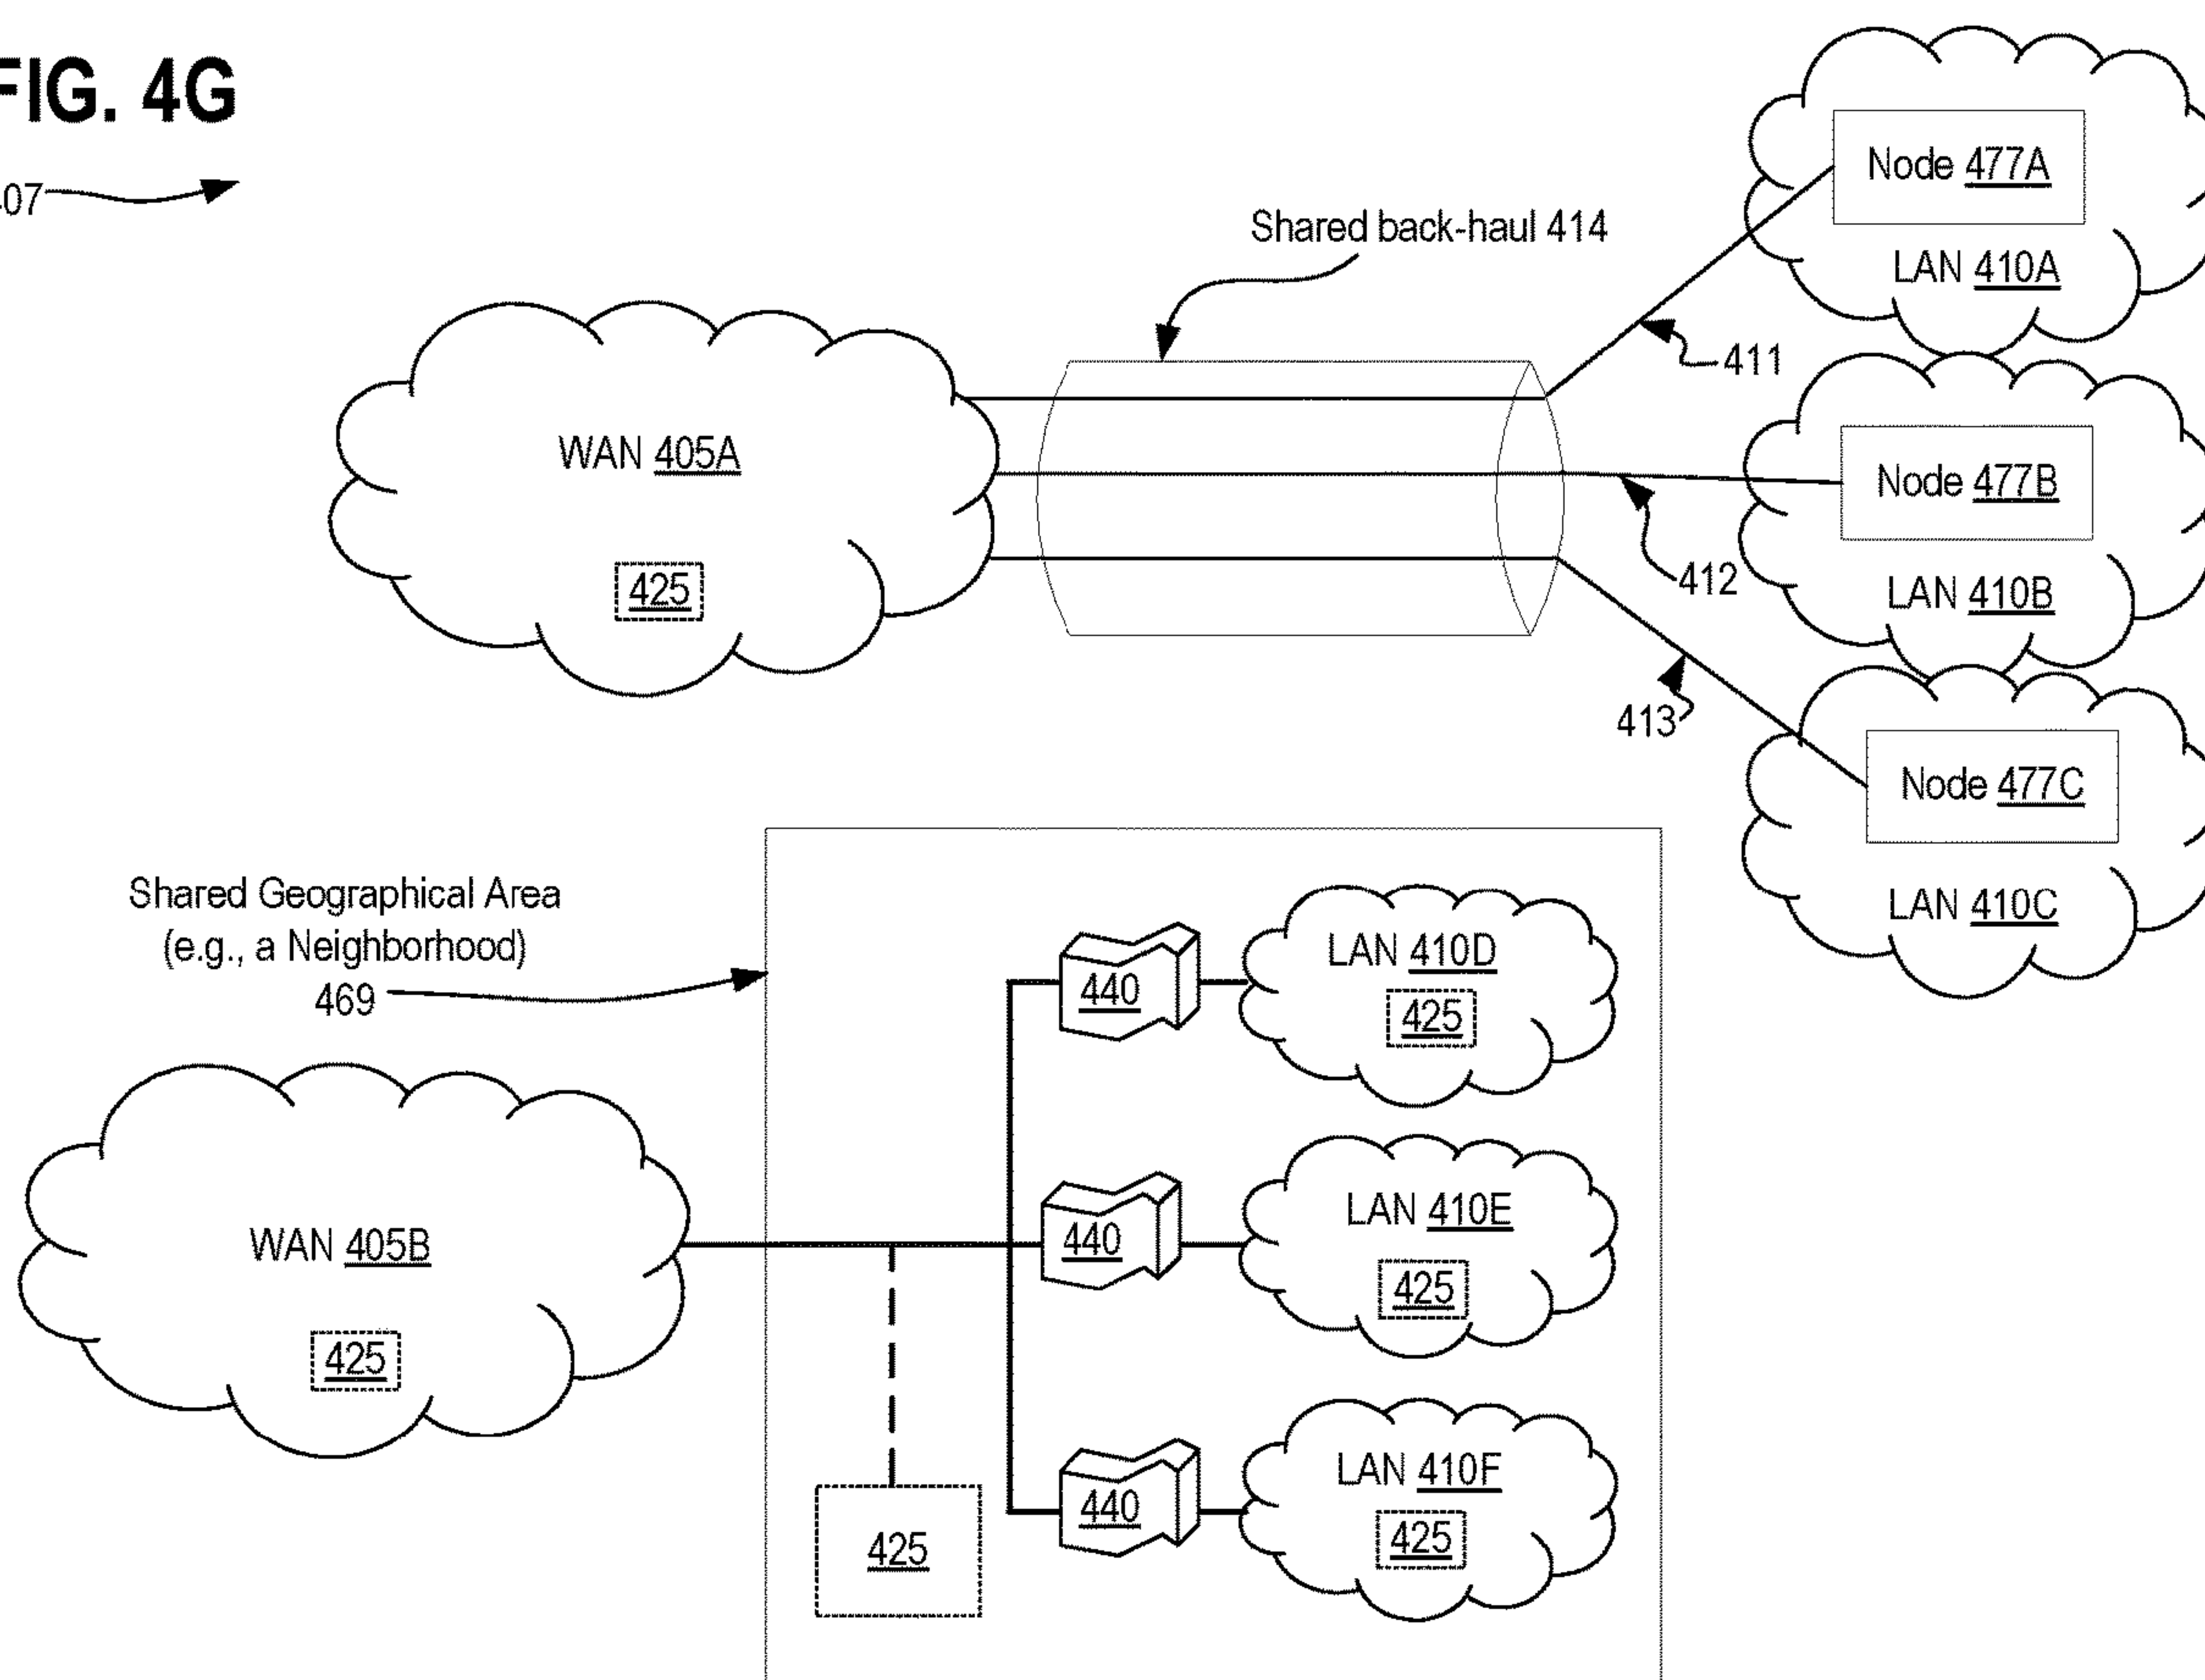 FIG. 4G
407
Shared back-haul 414
Node 477A
LAN 410A
411
WAN 405A
425
Node 477B
LAN 410B
412
413
Node 477C
LAN 410C
Shared Geographical Area
(e.g., a Neighborhood)
469
440
LAN 410D
425
WAN 405B
425
440
LAN 410E
425
425
440
LAN 410F
425